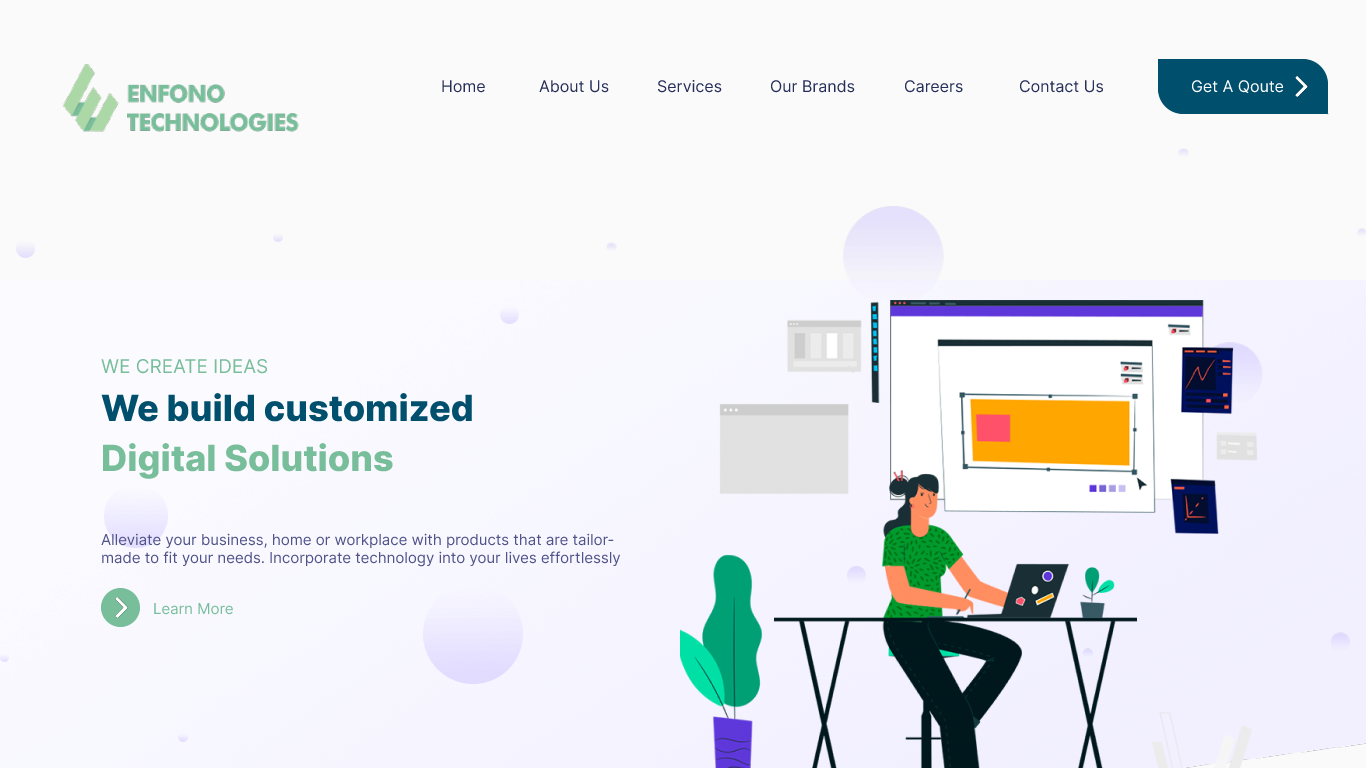 ENFONO
TECHNOLOGIES
Home
About Us
Services
Our Brands
Careers
Contact Us
Get A Qoute
WE CREATE IDEAS
We build customized
Digital Solutions
Alleviate your business, home or workplace with products that are tailor-
made to fit your needs. Incorporate technology into your lives effortlessly
Learn More